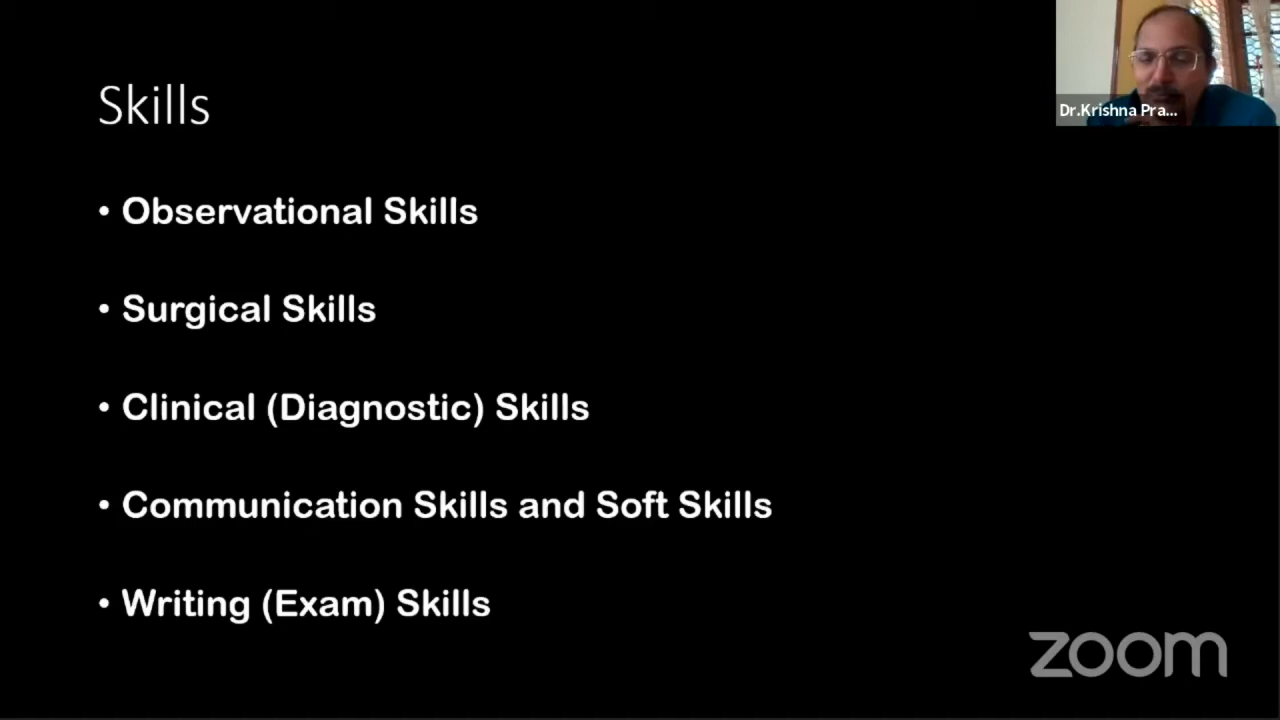 Skills
• Observational Skills
• Surgical Skills
• Clinical (Diagnostic) Skills
• Communication Skills and Soft Skills
• Writing (Exam) Skills
Dr.Krishna Pra...
zoom